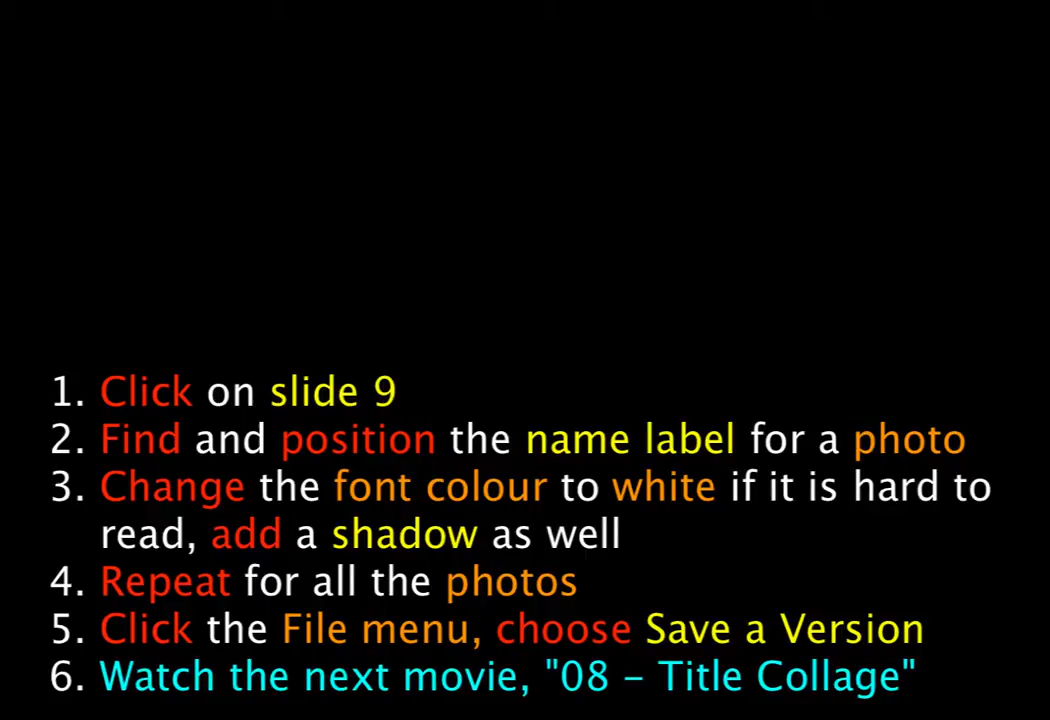 1. Click on slide 9
2. Find and position the name label for a photo
3. Change the font colour to white if it is hard to
read, add a shadow as well
4. Repeat for all the photos
5. Click the File menu, choose Save a Version
6. Watch the next movie, "08 – Title Collage"